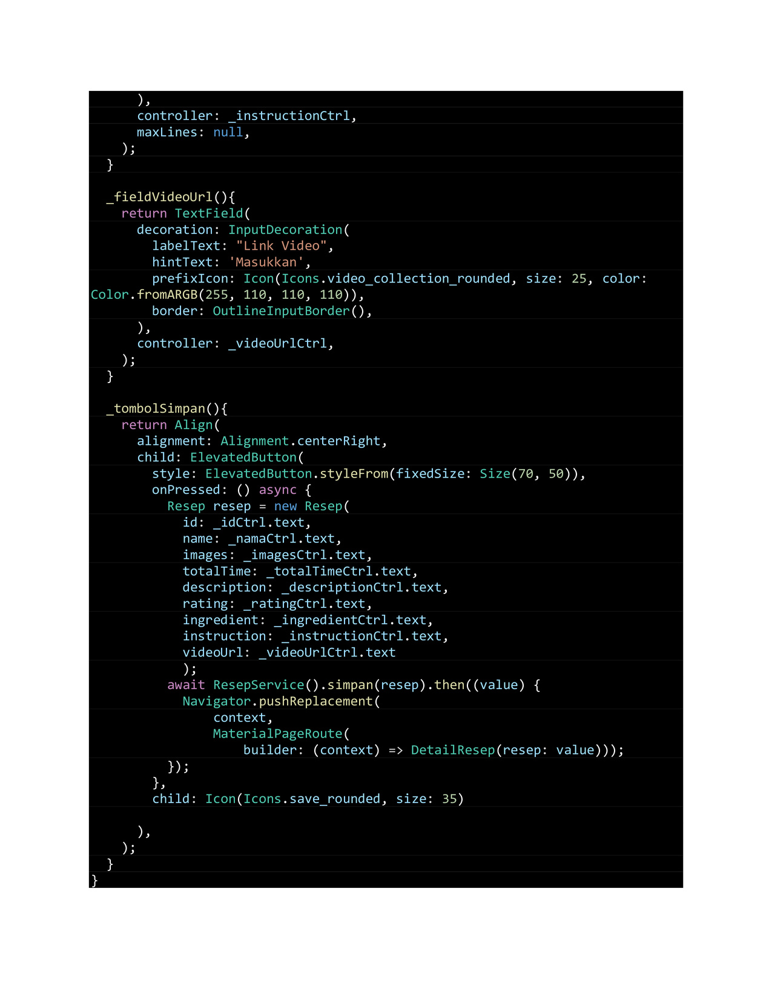 ),
      controller: _instructionCtrl,
      maxLines: null,
    );
  }

  _fieldVideoUrl(){
    return TextField(
      decoration: InputDecoration(
        labelText: "Link Video",
        hintText: 'Masukkan',
        prefixIcon: Icon(Icons.video_collection_rounded, size: 25, color:
Color.fromARGB(255, 110, 110, 110)),
        border: OutlineInputBorder(),
      ),
      controller: _videoUrlCtrl,
    );
  }

  _tombolSimpan(){
    return Align(
      alignment: Alignment.centerRight,
      child: ElevatedButton(
        style: ElevatedButton.styleFrom(fixedSize: Size(70, 50)),
        onPressed: () async {
          Resep resep = new Resep(
            id: _idCtrl.text,
            name: _namaCtrl.text,
            images: _imagesCtrl.text,
            totalTime: _totalTimeCtrl.text,
            description: _descriptionCtrl.text,
            rating: _ratingCtrl.text,
            ingredient: _ingredientCtrl.text,
            instruction: _instructionCtrl.text,
            videoUrl: _videoUrlCtrl.text
            );
          await ResepService().simpan(resep).then((value) {
            Navigator.pushReplacement(
                context,
                MaterialPageRoute(
                    builder: (context) => DetailResep(resep: value)));
          });
        },
        child: Icon(Icons.save_rounded, size: 35)

      ),
    );
  }
}